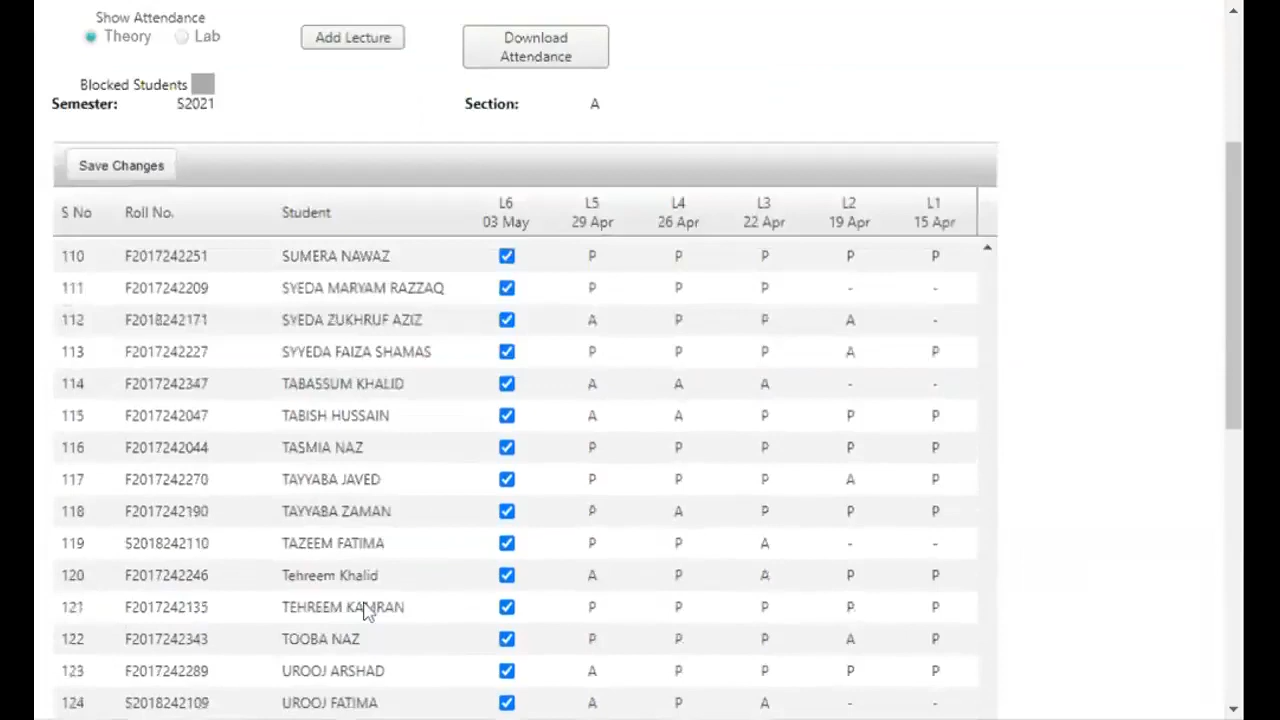 Show Attendance
Theory Lab
Add Lecture
Download
Attendance
Blocked Students
Semester: S2021 Section: A
Save Changes
S No Roll No. Student L6 03 May L5 29 Apr L4 26 Apr L3 22 Apr L2 19 Apr L1 15 Apr
110 F2017242251 SUMERA NAWAZ P P P P P
111 F2017242209 SYEDA MARYAM RAZZAQ P P P - -
112 F2018242171 SYEDA ZUKHRUF AZIZ A P P A -
113 F2017242227 SYYEDA FAIZA SHAMAS P P P A P
114 F2017242347 TABASSUM KHALID A A A - -
115 F2017242047 TABISH HUSSAIN A A P P P
116 F2017242044 TASMIA NAZ P P P P P
117 F2017242270 TAYYABA JAVED P P P A P
118 F2017242190 TAYYABA ZAMAN P A P P P
119 S2018242110 TAZEEM FATIMA P P A - -
120 F2017242246 Tehreem Khalid A P A P P
121 F2017242135 TEHREEM KAMRAN P P P P P
122 F2017242343 TOOBA NAZ P P P A P
123 F2017242289 UROOJ ARSHAD A P P P P
124 S2018242109 UROOJ FATIMA A P A - -